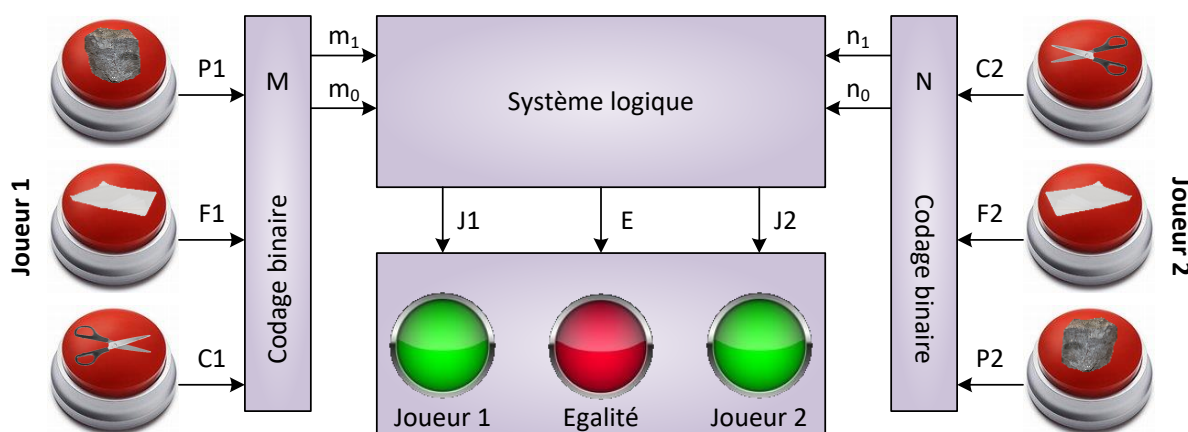 Joueur 1
P1
F1
C1
M
Codage binaire
m₁
m₀
Système logique
n₁
n₀
N
Codage binaire
C2
F2
P2
Joueur 2
J1
E
J2
Joueur 1
Egalité
Joueur 2